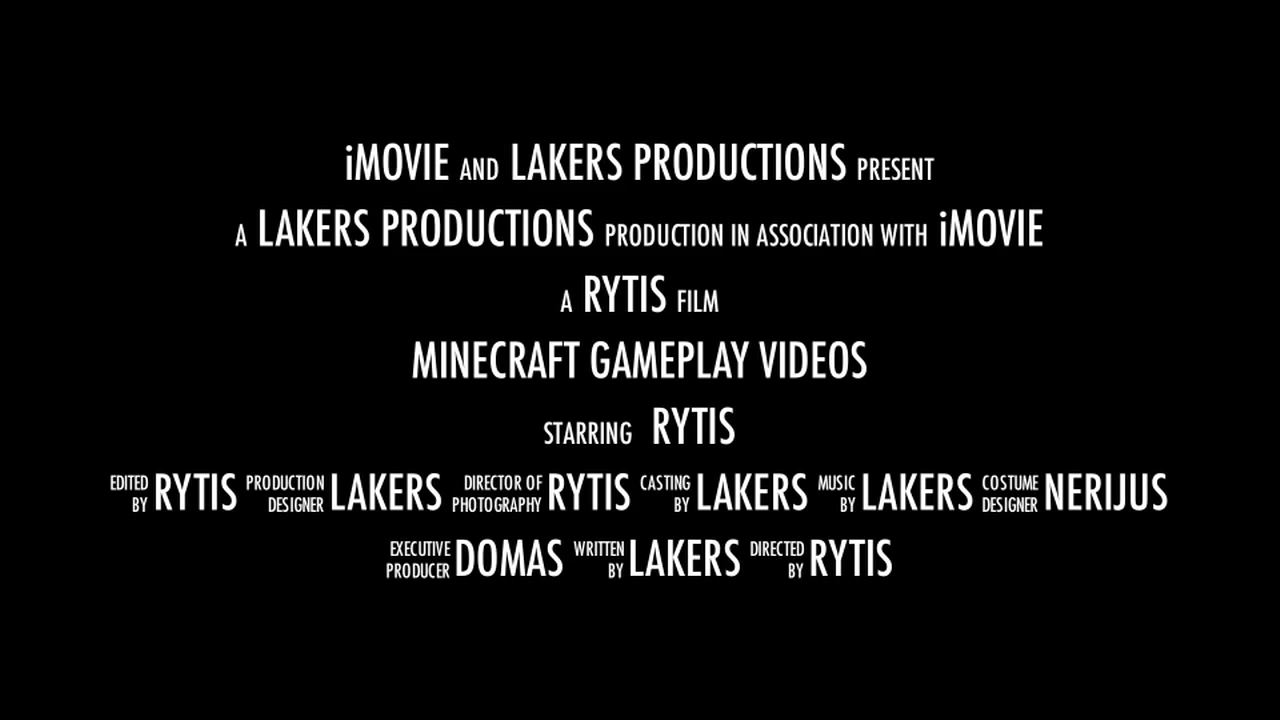 iMOVIE AND LAKERS PRODUCTIONS PRESENT
A LAKERS PRODUCTIONS PRODUCTION IN ASSOCIATION WITH iMOVIE
A RYTIS FILM
MINECRAFT GAMEPLAY VIDEOS
STARRING RYTIS
EDITED BY RYTIS PRODUCTION DESIGNER LAKERS DIRECTOR OF PHOTOGRAPHY RYTIS CASTING BY LAKERS MUSIC BY LAKERS COSTUME DESIGNER NERIJUS
EXECUTIVE PRODUCER DOMAS WRITTEN BY LAKERS DIRECTED BY RYTIS